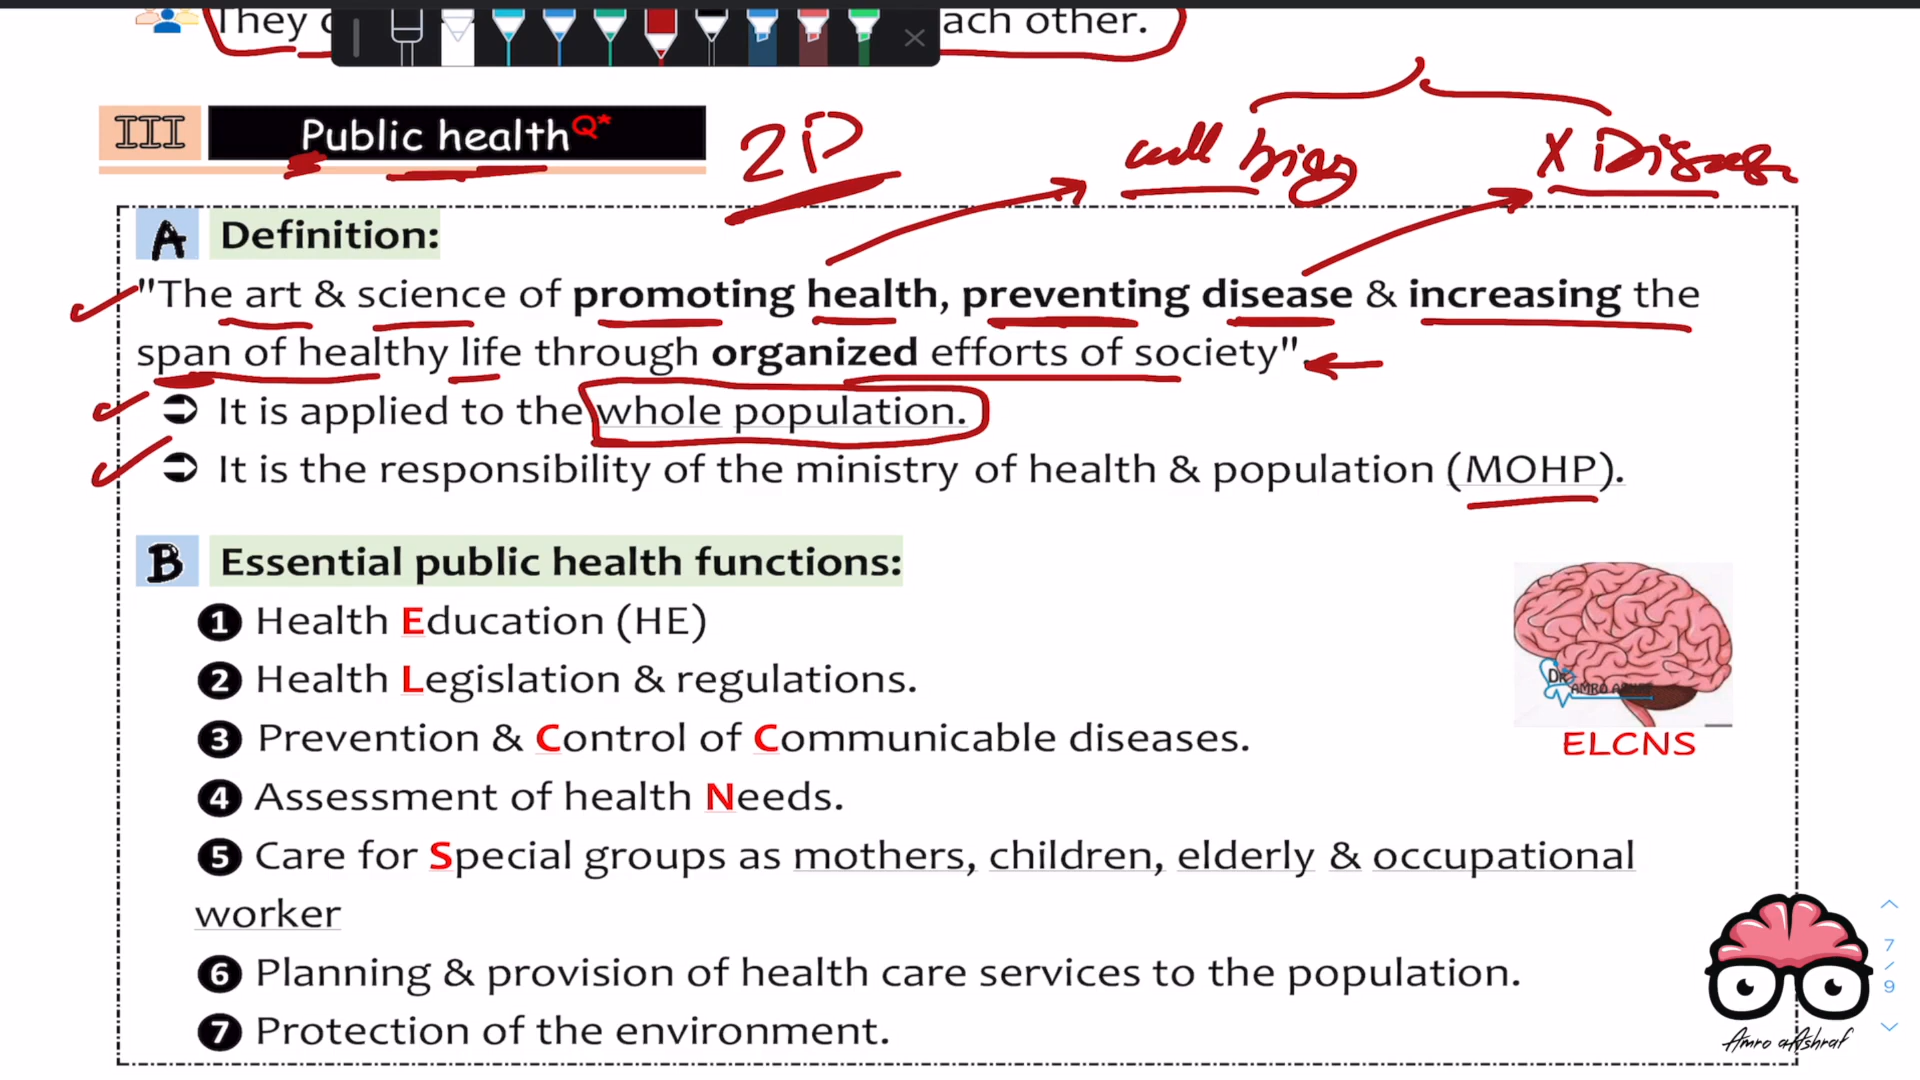 They
ach other.
III Public health Q*
2P
well being
X Disease
A Definition:
"The art & science of promoting health, preventing disease & increasing the
span of healthy life through organized efforts of society"
It is applied to the whole population.
It is the responsibility of the ministry of health & population (MOHP).
B Essential public health functions:
1 Health Education (HE)
2 Health Legislation & regulations.
3 Prevention & Control of Communicable diseases.
4 Assessment of health Needs.
5 Care for Special groups as mothers, children, elderly & occupational
worker
6 Planning & provision of health care services to the population.
7 Protection of the environment.
DR AMRO
ELCNS
7
/
9
Amro Ashraf